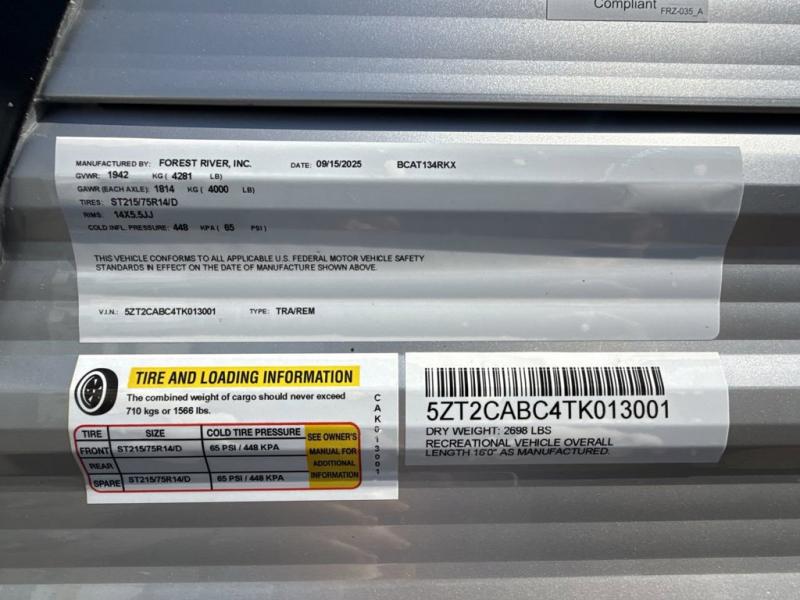 Compliant FRZ-035_A
MANUFACTURED BY: FOREST RIVER, INC. DATE: 09/15/2025 BCAT134RKX
GVWR: 1942 KG ( 4281 LB)
GAWR (EACH AXLE): 1814 KG ( 4000 LB)
TIRES: ST215/75R14/D
RIMS: 14X5.5JJ
COLD INFL. PRESSURE: 448 KPA ( 65 PSI )
THIS VEHICLE CONFORMS TO ALL APPLICABLE U.S. FEDERAL MOTOR VEHICLE SAFETY
STANDARDS IN EFFECT ON THE DATE OF MANUFACTURE SHOWN ABOVE.
V.I.N.: 5ZT2CABC4TK013001 TYPE: TRA/REM
TIRE AND LOADING INFORMATION
The combined weight of cargo should never exceed
710 kgs or 1566 lbs.
TIRE SIZE COLD TIRE PRESSURE SEE OWNER'S
FRONT ST215/75R14/D 65 PSI / 448 KPA MANUAL FOR
REAR ADDITIONAL
SPARE ST215/75R14/D 65 PSI / 448 KPA INFORMATION
CAK013001
5ZT2CABC4TK013001
DRY WEIGHT: 2698 LBS
RECREATIONAL VEHICLE OVERALL
LENGTH 16'0" AS MANUFACTURED.